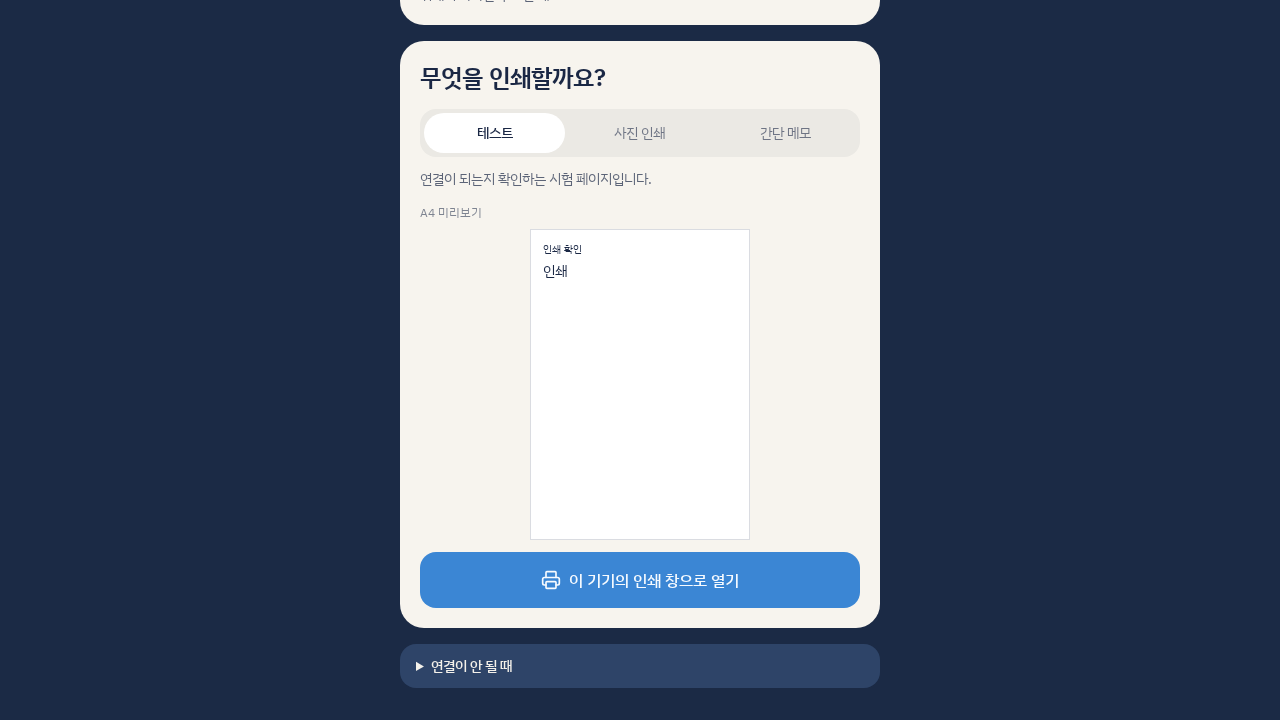 무엇을 인쇄할까요?
테스트
사진 인쇄
간단 메모
연결이 되는지 확인하는 시험 페이지입니다.
A4 미리보기
인쇄 확인
인쇄
이 기기의 인쇄 창으로 열기
연결이 안 될 때